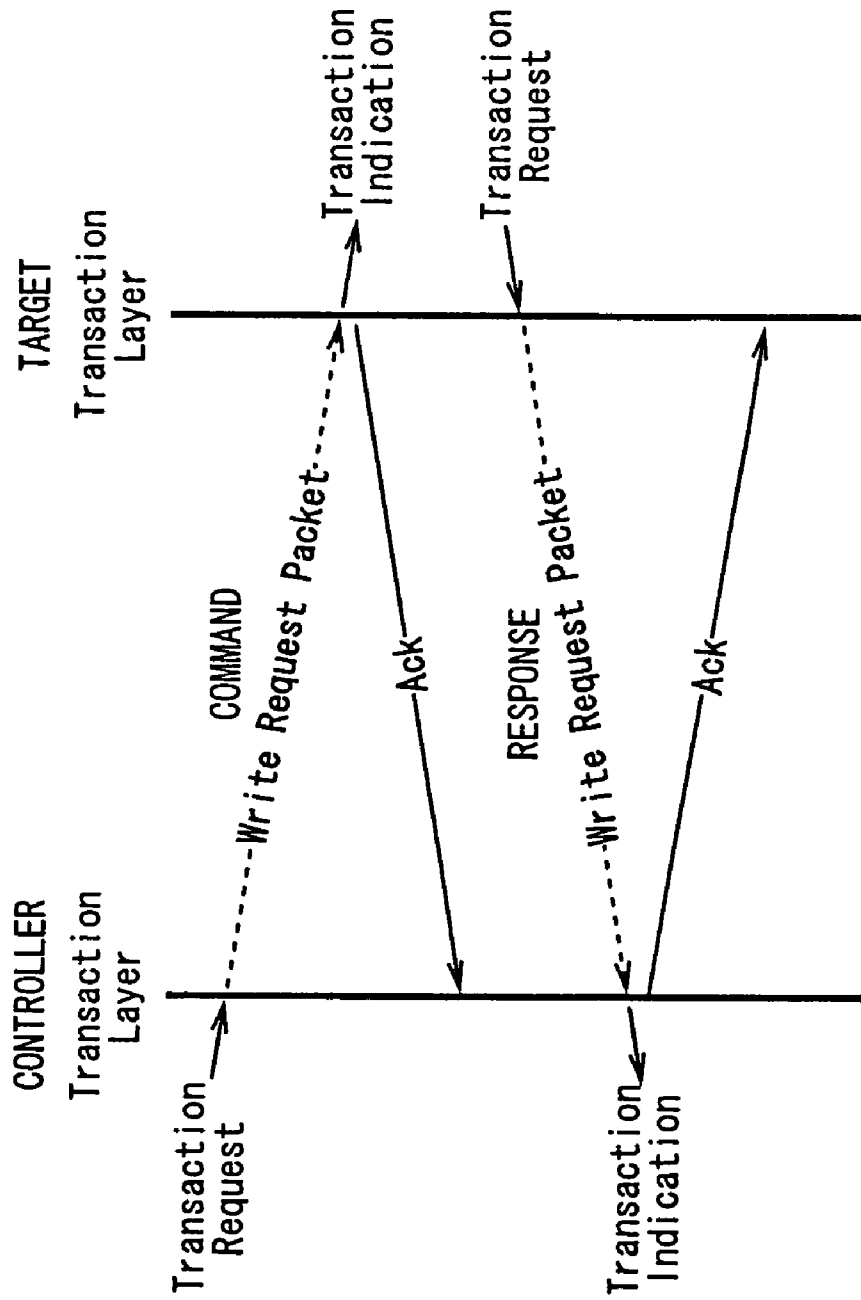 CONTROLLER
Transaction
Layer
TARGET
Transaction
Layer
Transaction
Request
COMMAND
Write Request Packet
Transaction
Indication
Ack
Transaction
Request
RESPONSE
Write Request Packet
Transaction
Indication
Ack